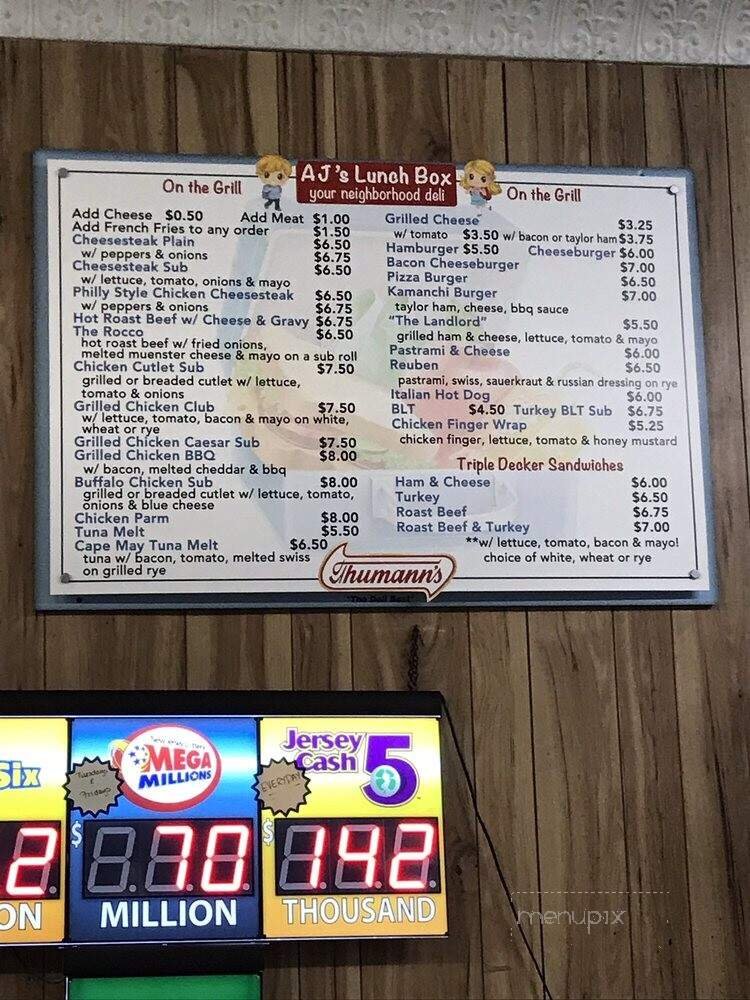 AJ's Lunch Box
your neighborhood deli
On the Grill
Add Cheese $0.50 Add Meat $1.00
Add French Fries to any order $1.50
Cheesesteak Plain $6.50
w/ peppers & onions $6.75
Cheesesteak Sub $6.50
w/ lettuce, tomato, onions & mayo
Philly Style Chicken Cheesesteak $6.50
w/ peppers & onions $6.75
Hot Roast Beef w/ Cheese & Gravy $6.75
The Rocco $6.50
hot roast beef w/ fried onions,
melted muenster cheese & mayo on a sub roll
Chicken Cutlet Sub $7.50
grilled or breaded cutlet w/ lettuce,
tomato & onions
Grilled Chicken Club $7.50
w/ lettuce, tomato, bacon & mayo on white,
wheat or rye
Grilled Chicken Caesar Sub $7.50
Grilled Chicken BBQ $8.00
w/ bacon, melted cheddar & bbq
Buffalo Chicken Sub $8.00
grilled or breaded cutlet w/ lettuce, tomato,
onions & blue cheese
Chicken Parm $8.00
Tuna Melt $5.50
Cape May Tuna Melt $6.50
tuna w/ bacon, tomato, melted swiss
on grilled rye
On the Grill
Grilled Cheese $3.25
w/ tomato $3.50 w/ bacon or taylor ham $3.75
Hamburger $5.50 Cheeseburger $6.00
Bacon Cheeseburger $7.00
Pizza Burger $6.50
Kamanchi Burger $7.00
taylor ham, cheese, bbq sauce
"The Landlord" $5.50
grilled ham & cheese, lettuce, tomato & mayo
Pastrami & Cheese $6.00
Reuben $6.50
pastrami, swiss, sauerkraut & russian dressing on rye
Italian Hot Dog $6.00
BLT $4.50 Turkey BLT Sub $6.75
Chicken Finger Wrap $5.25
chicken finger, lettuce, tomato & honey mustard
Triple Decker Sandwiches
Ham & Cheese $6.00
Turkey $6.50
Roast Beef $6.75
Roast Beef & Turkey $7.00
**w/ lettuce, tomato, bacon & mayo!
choice of white, wheat or rye
Thumann's
"The Deli Best"
Six
2
ON
Tuesdays
&
Fridays
MEGA
MILLIONS
$ 70
MILLION
Jersey
Cash 5
EVERYDAY
$ 142
THOUSAND
menupix